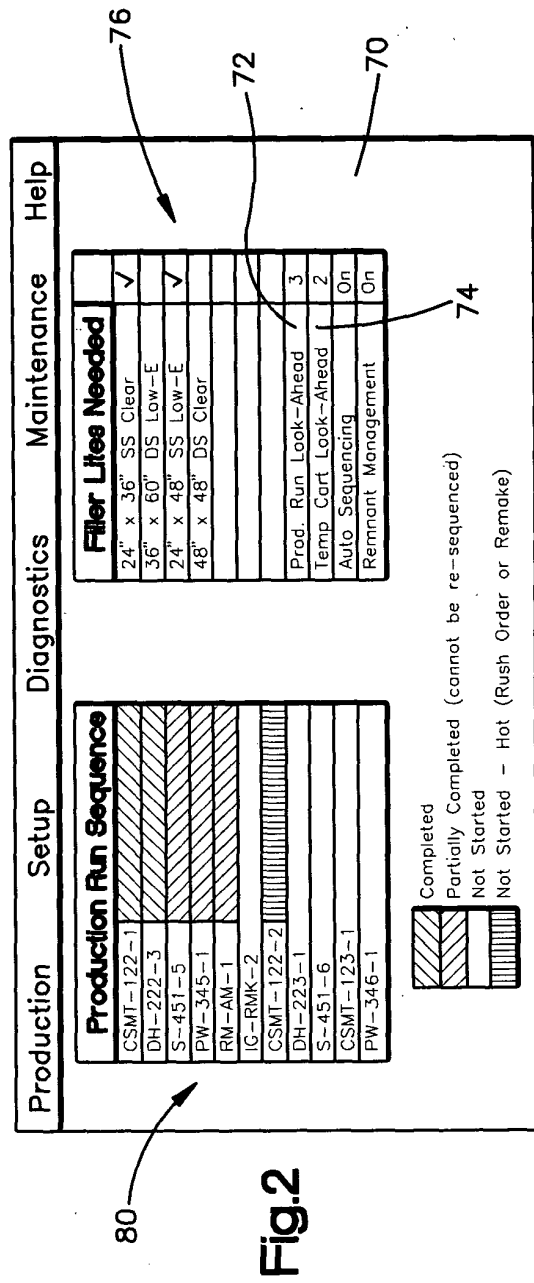 Production Setup Diagnostics Maintenance Help
Production Run Sequence
CSMT-122-1
DH-222-3
S-451-5
PW-345-1
RM-AM-1
IG-RMK-2
CSMT-122-2
DH-223-1
S-451-6
CSMT-123-1
PW-346-1
Filler Lites Needed
24" x 36" SS Clear ✓
36" x 60" DS Low-E
24" x 48" SS Low-E ✓
48" x 48" DS Clear
Prod. Run Look-Ahead 3
Temp Cart Look-Ahead 2
Auto Sequencing On
Remnant Management On
Completed
Partially Completed (cannot be re-sequenced)
Not Started
Not Started - Hot (Rush Order or Remake)
80
76
72
74
70
Fig.2